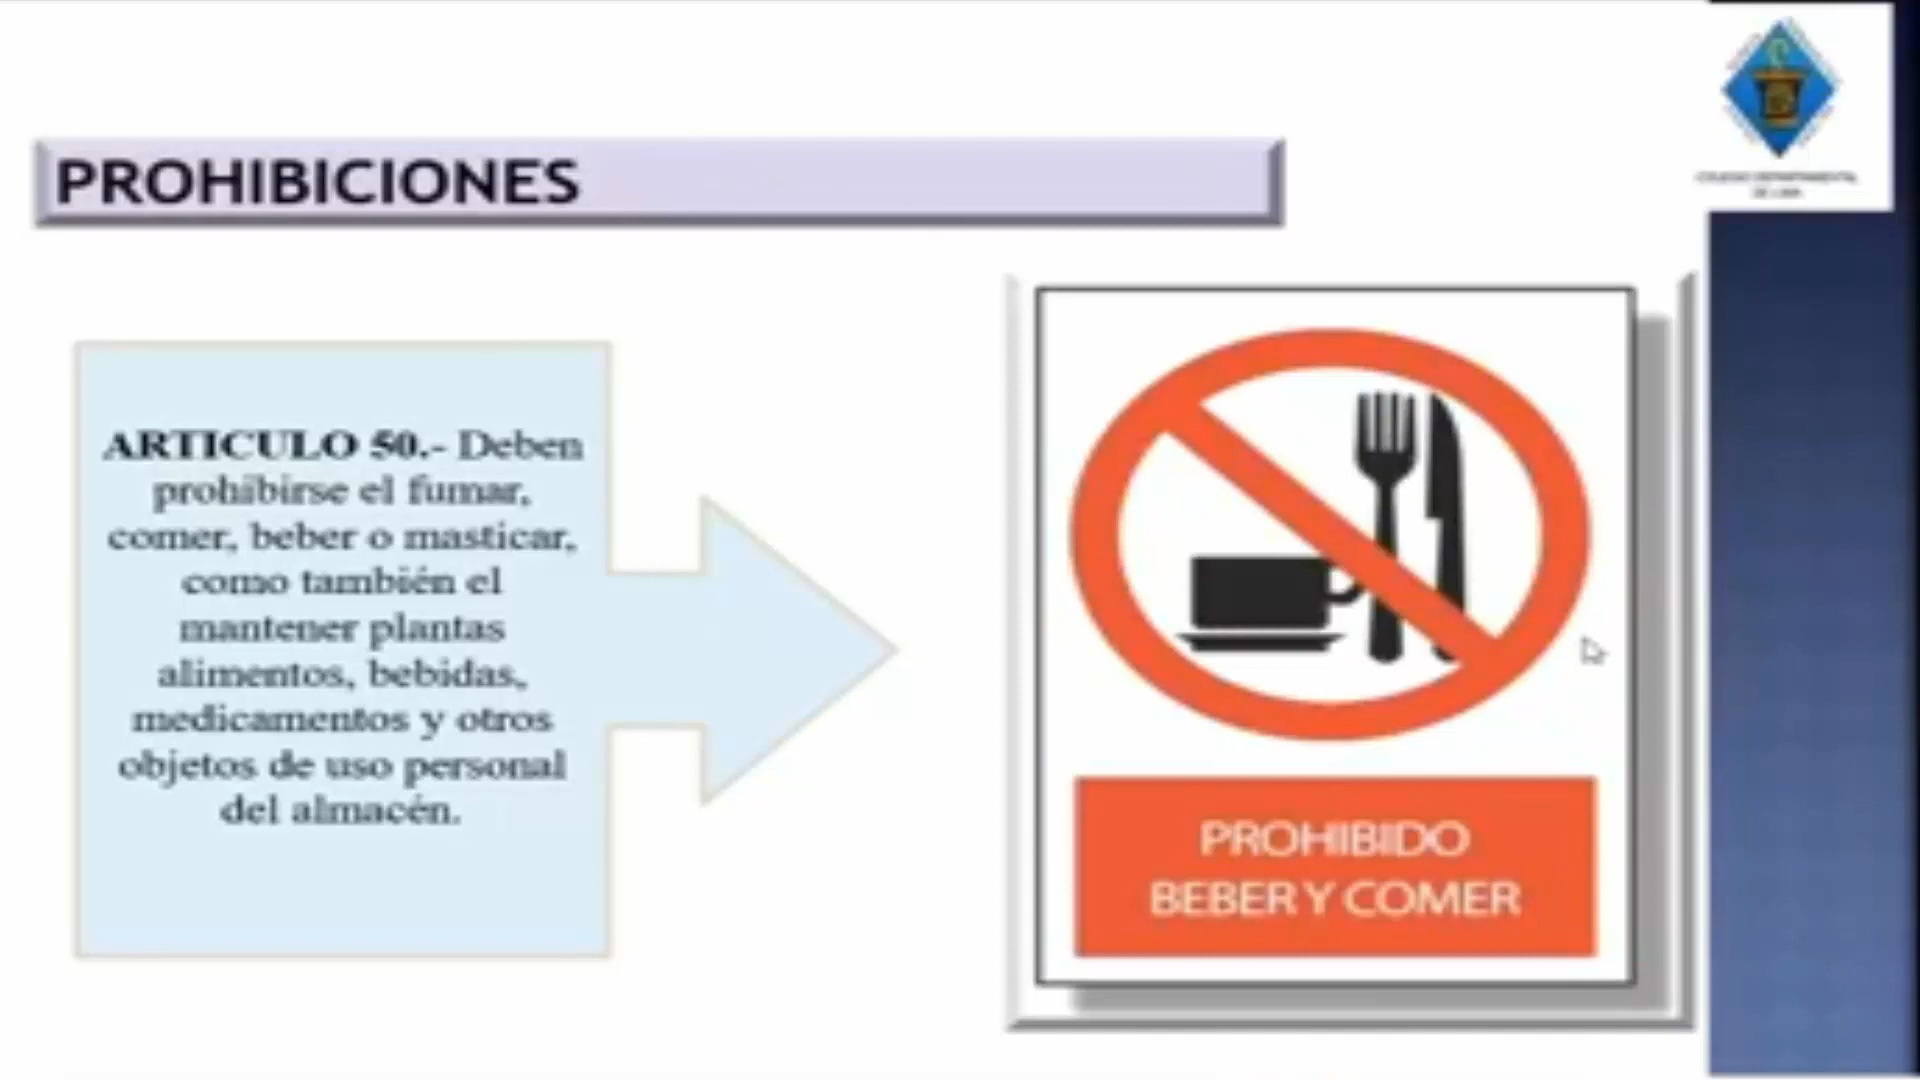 PROHIBICIONES
ARTICULO 50.- Deben
prohibirse el fumar,
comer, beber o masticar,
como también el
mantener plantas
alimentos, bebidas,
medicamentos y otros
objetos de uso personal
del almacén.
PROHIBIDO
BEBER Y COMER